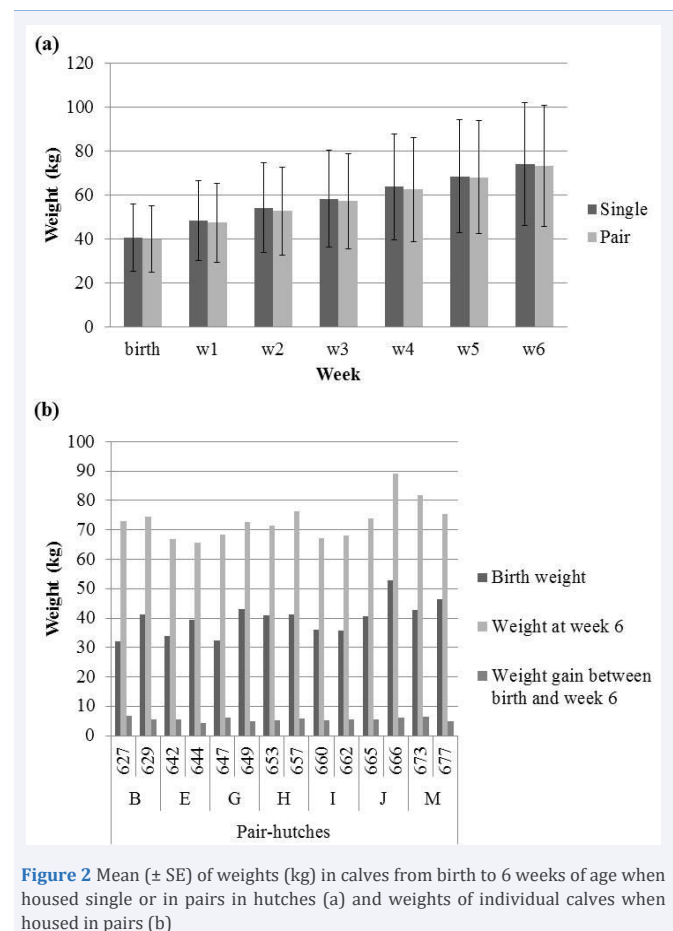 (a)
120
100
80
60
40
20
0
Weight (kg)
birth w1 w2 w3 w4 w5 w6
Week
Single
Pair
(b)
100
90
80
70
60
50
40
30
20
10
0
Weight (kg)
627 629 642 644 647 649 653 657 660 662 665 666 673 677
B E G H I J M
Pair-hutches
Birth weight
Weight at week 6
Weight gain between
birth and week 6
Figure 2 Mean (± SE) of weights (kg) in calves from birth to 6 weeks of age when
housed single or in pairs in hutches (a) and weights of individual calves when
housed in pairs (b)